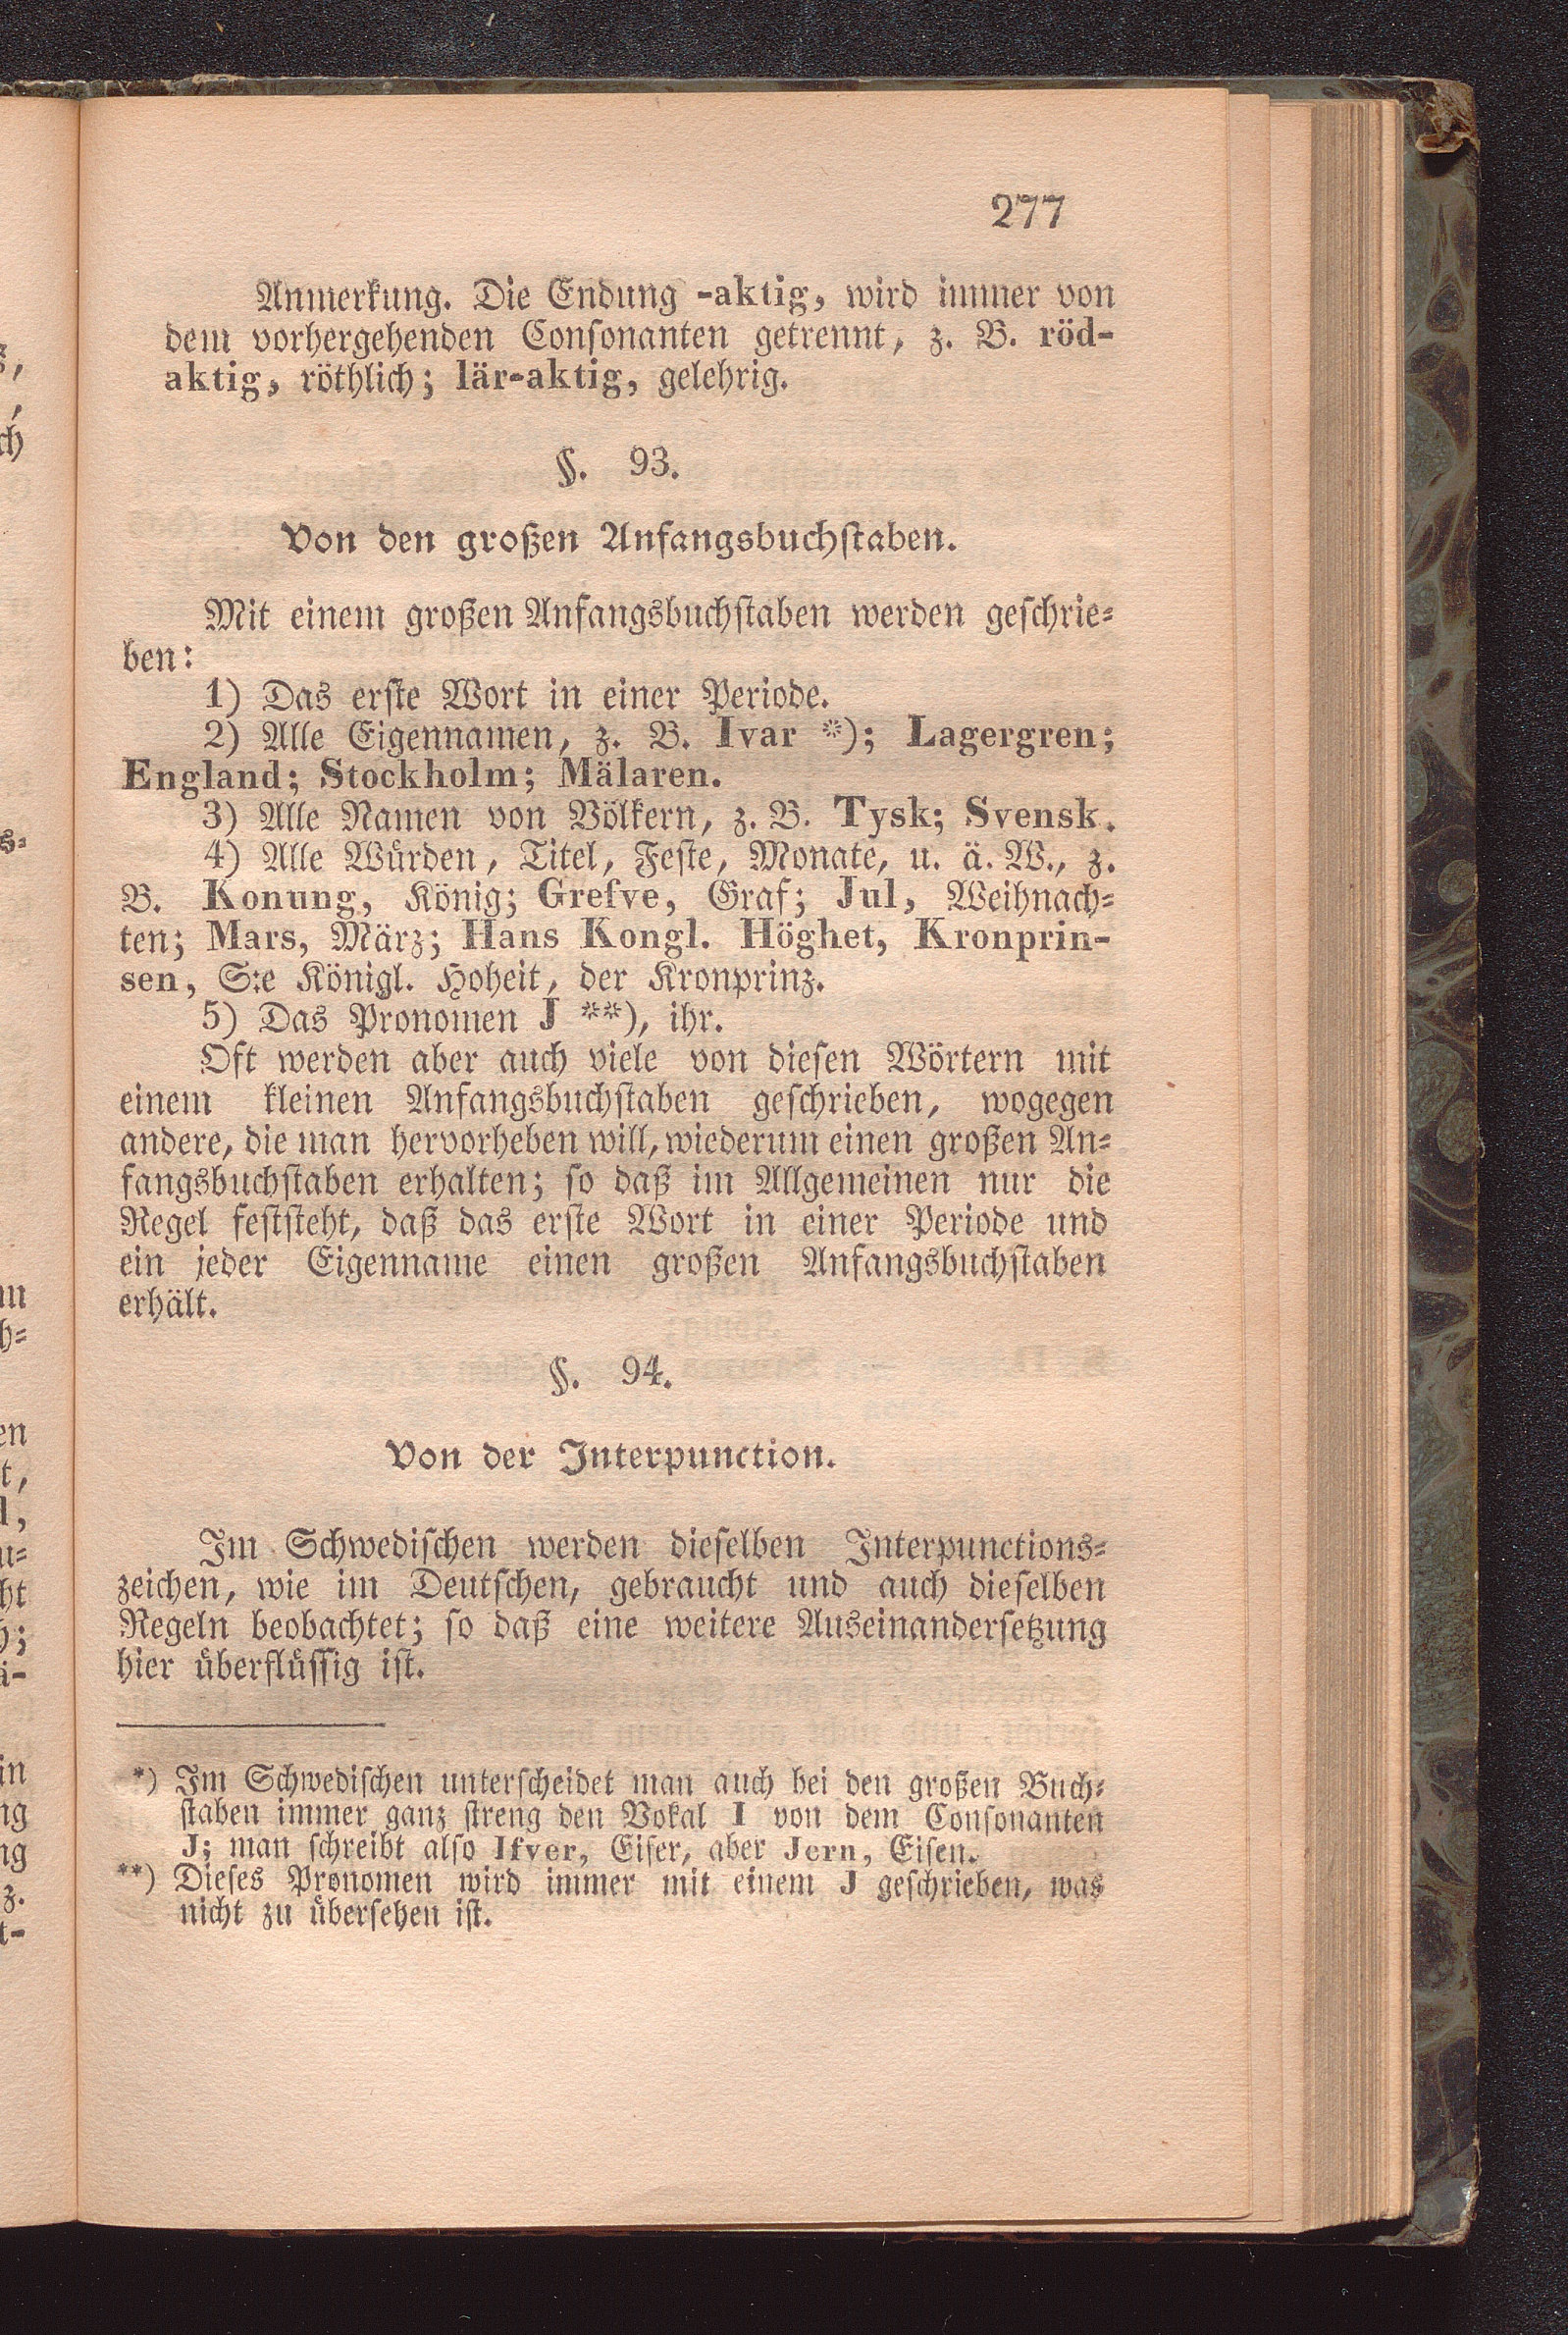 277
Anmerkung. Die Endung -aktig, wird immer von
dem vorhergehenden Consonanten getrennt, z. B. röd-
aktig, röthlich; lär-aktig, gelehrig.
§. 93.
Von den großen Anfangsbuchstaben.
Mit einem großen Anfangsbuchstaben werden geschrie-
ben:
1) Das erste Wort in einer Periode.
2) Alle Eigennamen, z. B. Ivar *); Lagergren;
England; Stockholm; Mälaren.
3) Alle Namen von Völkern, z. B. Tysk; Svensk.
4) Alle Würden, Titel, Feste, Monate, u. ä. W., z.
B. Konung, König; Grefve, Graf; Jul, Weihnach-
ten; Mars, März; Hans Kongl. Höghet, Kronprin-
sen, S:e Königl. Hoheit, der Kronprinz.
5) Das Pronomen J **), ihr.
Oft werden aber auch viele von diesen Wörtern mit
einem kleinen Anfangsbuchstaben geschrieben, wogegen
andere, die man hervorheben will, wiederum einen großen An-
fangsbuchstaben erhalten; so daß im Allgemeinen nur die
Regel feststeht, daß das erste Wort in einer Periode und
ein jeder Eigenname einen großen Anfangsbuchstaben
erhält.
§. 94.
Von der Interpunction.
Im Schwedischen werden dieselben Interpunctions-
zeichen, wie im Deutschen, gebraucht und auch dieselben
Regeln beobachtet; so daß eine weitere Auseinandersetzung
hier überflüssig ist.
*) Im Schwedischen unterscheidet man auch bei den großen Buch-
staben immer ganz streng den Vokal I von dem Consonanten
J; man schreibt also Ifver, Eifer, aber Jern, Eisen.
**) Dieses Pronomen wird immer mit einem J geschrieben, was
nicht zu übersehen ist.